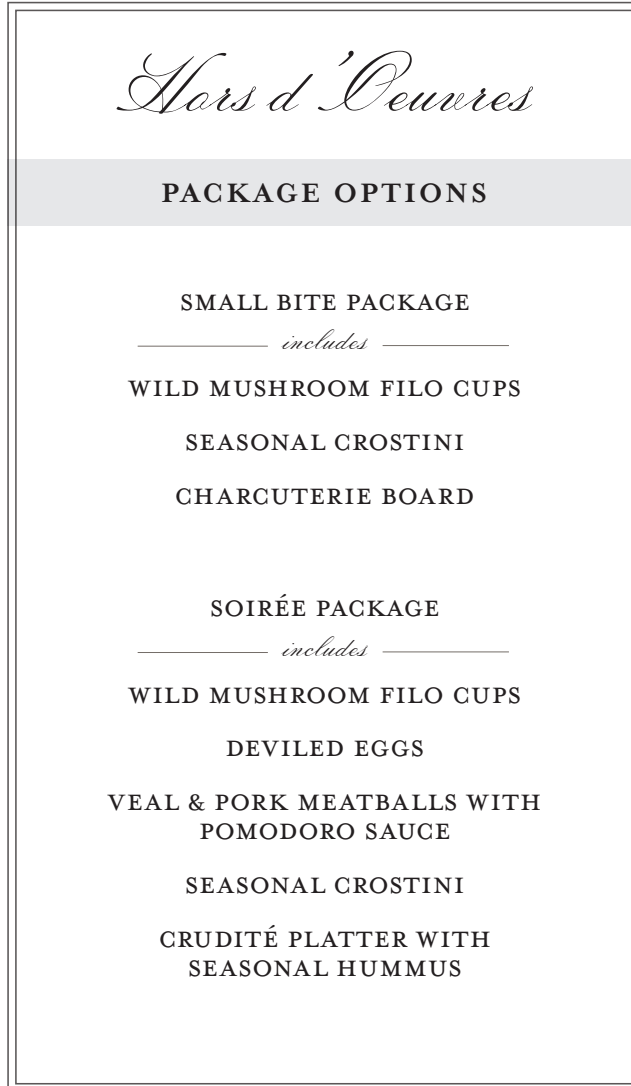 Hors d'Oeuvres
PACKAGE OPTIONS
SMALL BITE PACKAGE
includes
WILD MUSHROOM FILO CUPS
SEASONAL CROSTINI
CHARCUTERIE BOARD
SOIRÉE PACKAGE
includes
WILD MUSHROOM FILO CUPS
DEVILED EGGS
VEAL & PORK MEATBALLS WITH
POMODORO SAUCE
SEASONAL CROSTINI
CRUDITÉ PLATTER WITH
SEASONAL HUMMUS